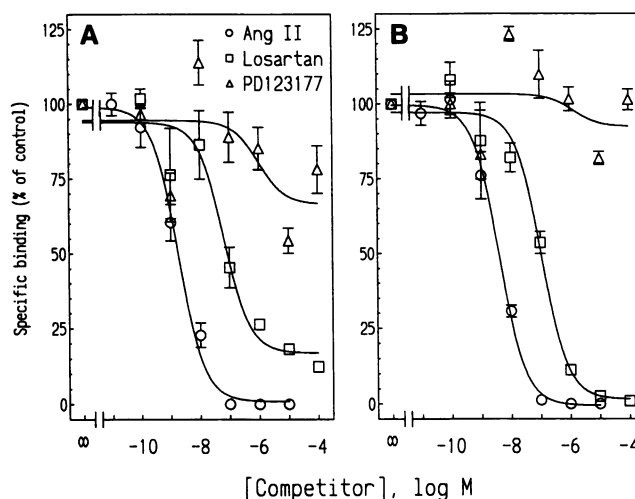 A
Ang II
Losartan
PD123177
B
125
100
75
50
25
0
125
100
75
50
25
0
Specific binding (% of control)
∞ -10 -8 -6 -4
∞ -10 -8 -6 -4
[Competitor], log M